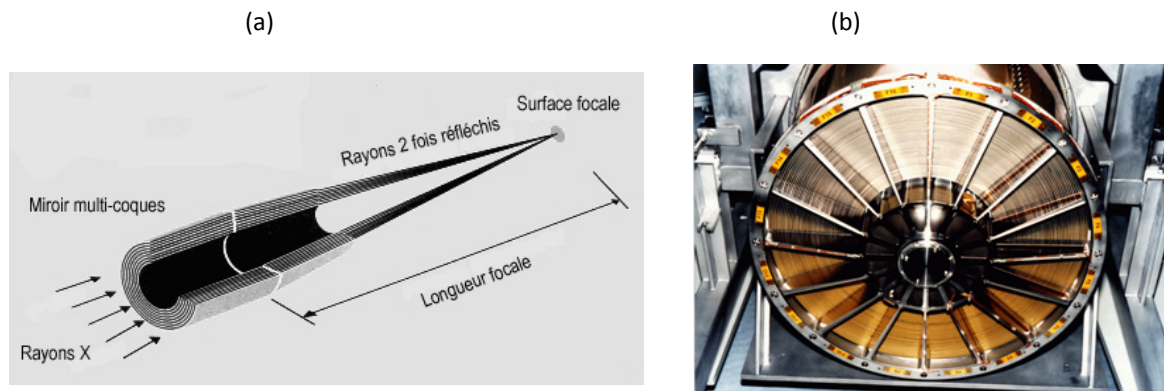 (a)
(b)
Surface focale
Rayons 2 fois réfléchis
Miroir multi-coques
Longueur focale
Rayons X